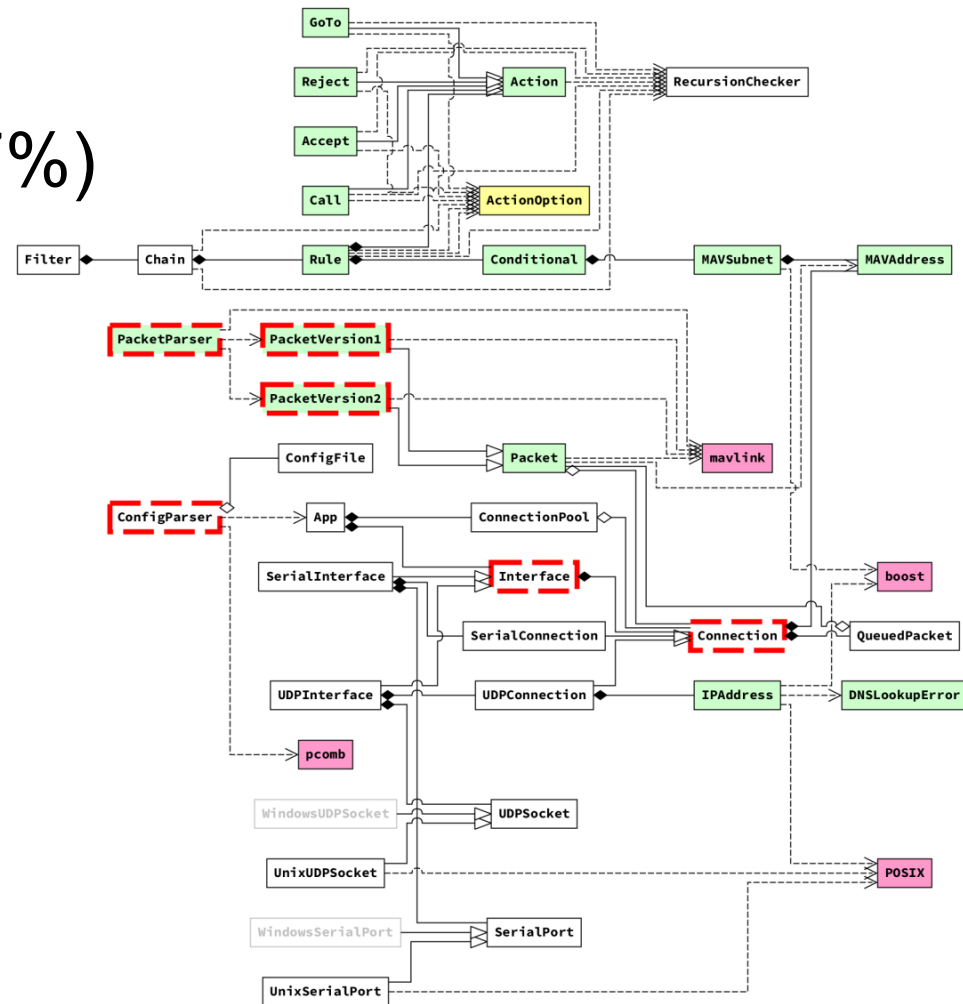 GoTo
Reject
Action
RecursionChecker
%)
Accept
Call
ActionOption
Filter
Chain
Rule
Conditional
MAVSubnet
MAVAddress
PacketParser
PacketVersion1
PacketVersion2
ConfigFile
Packet
mavlink
ConfigParser
App
ConnectionPool
SerialInterface
Interface
boost
SerialConnection
Connection
QueuedPacket
UDPInterface
UDPConnection
IPAddress
DNSLookupError
pcomb
WindowsUDPSocket
UDPSocket
UnixUDPSocket
POSIX
WindowsSerialPort
SerialPort
UnixSerialPort